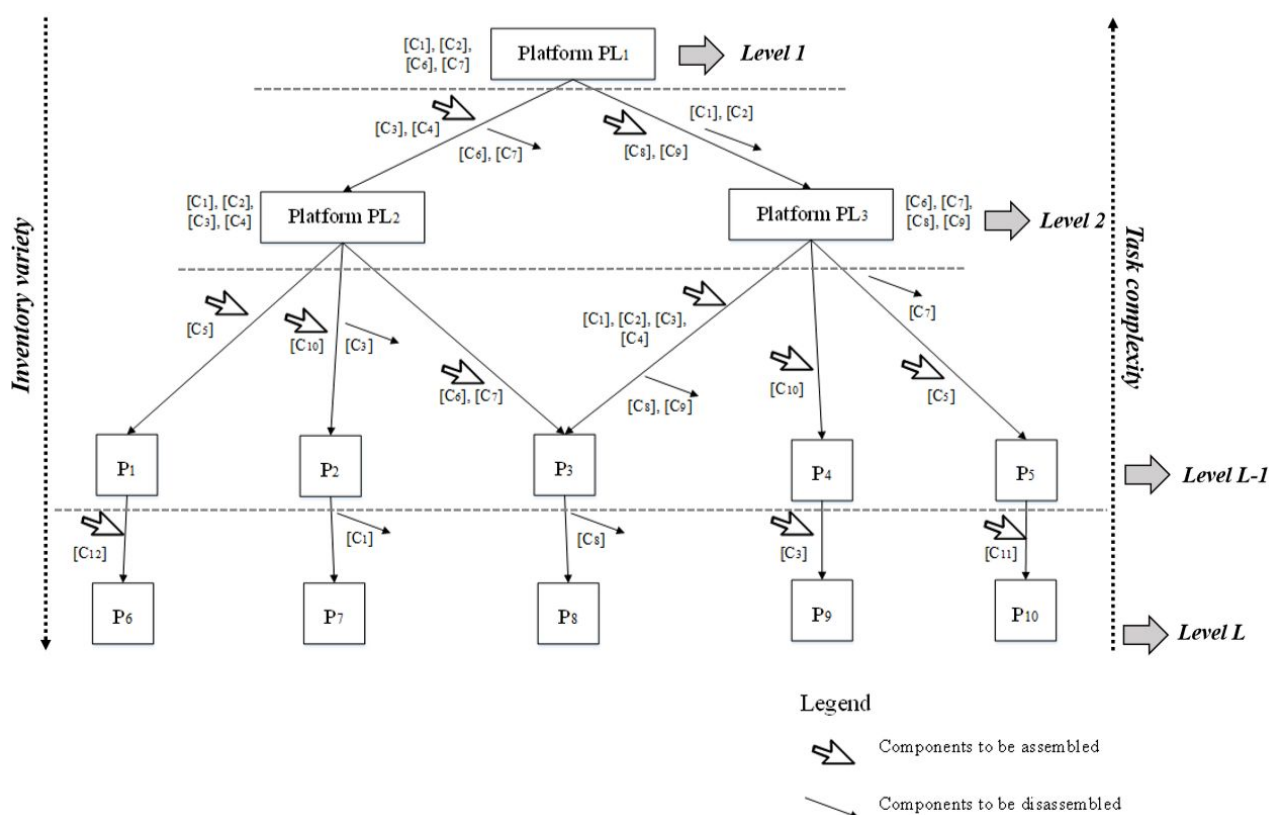 [C1], [C2],
[C6], [C7]
Platform PL1
Level 1
[C3], [C4]
[C6], [C7]
[C8], [C9]
[C1], [C2]
[C1], [C2],
[C3], [C4]
Platform PL2
Platform PL3
[C6], [C7],
[C8], [C9]
Level 2
Inventory variety
Task complexity
[C5]
[C10]
[C3]
[C6], [C7]
[C1], [C2], [C3],
[C4]
[C8], [C9]
[C10]
[C7]
[C5]
P1
P2
P3
P4
P5
Level L-1
[C12]
[C1]
[C8]
[C3]
[C11]
P6
P7
P8
P9
P10
Level L
Legend
Components to be assembled
Components to be disassembled